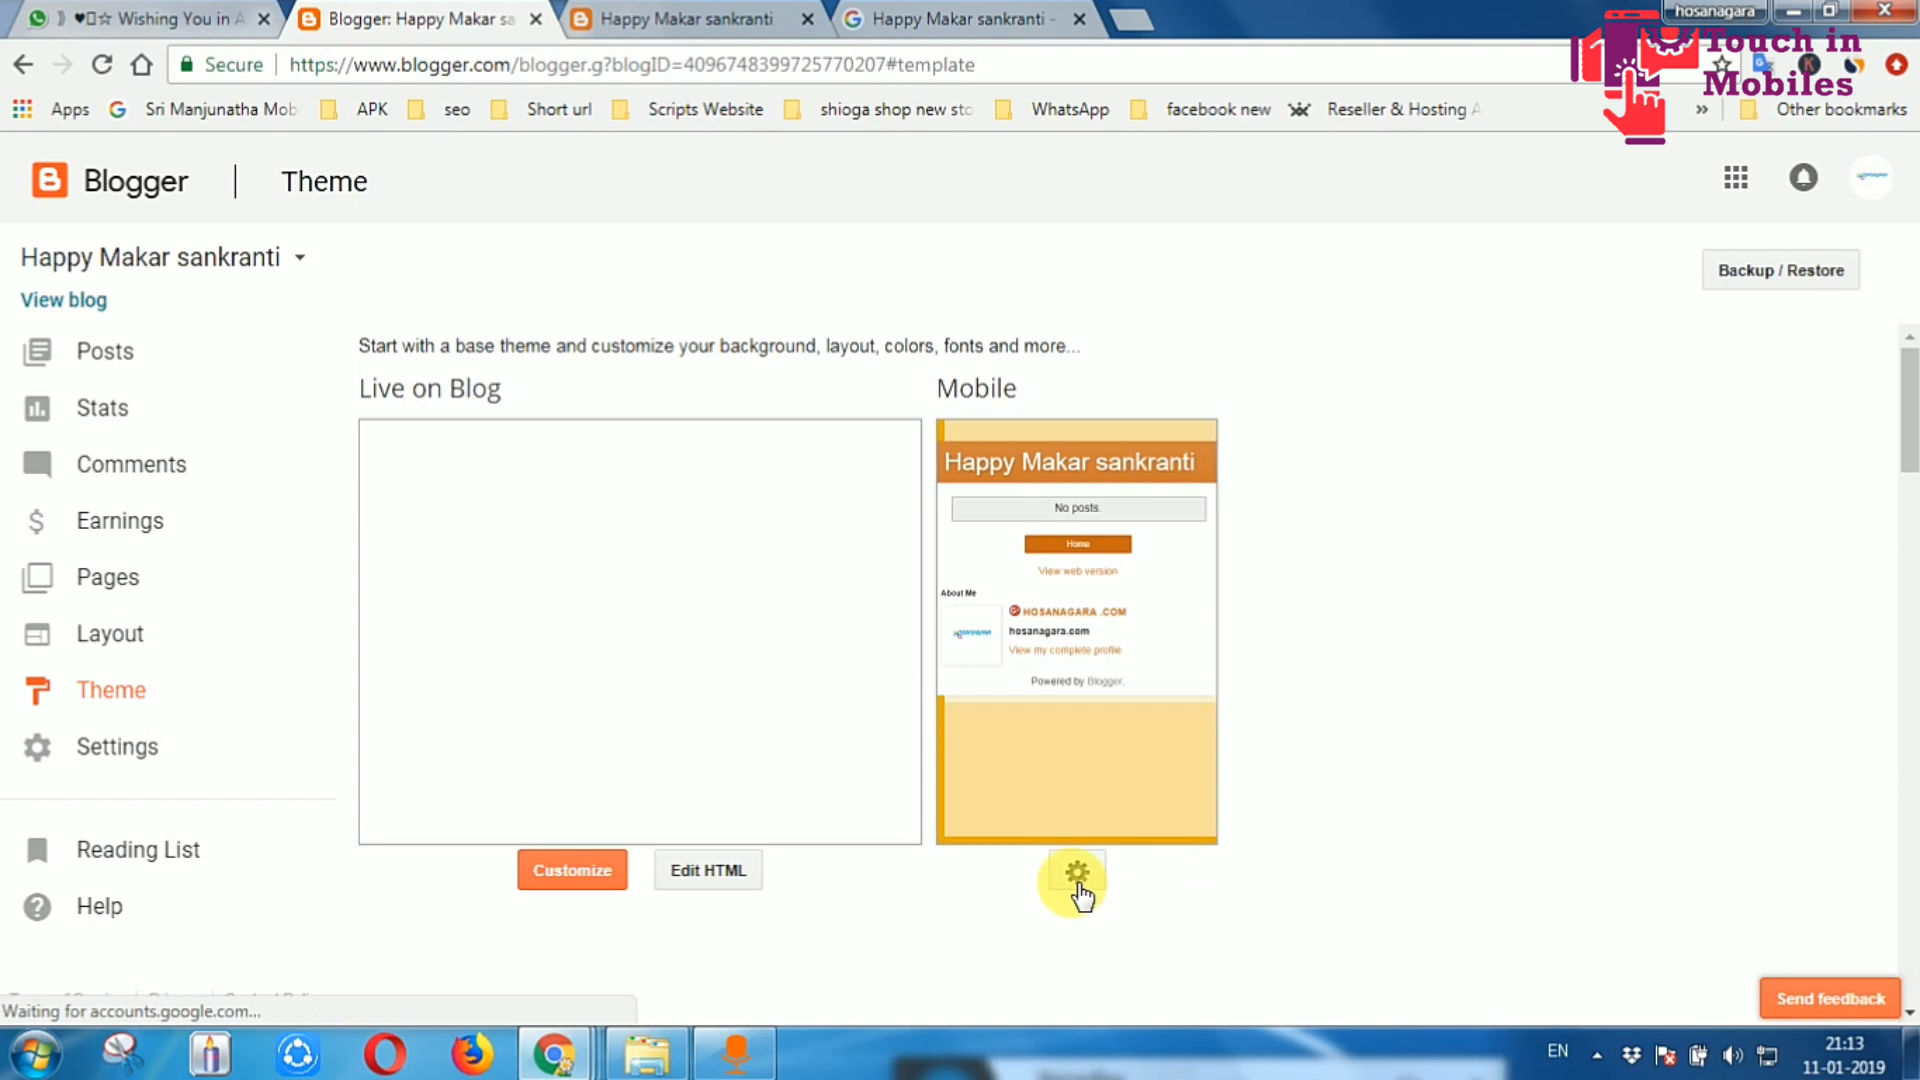 ⟫ ♥☆ Wishing You in A
Blogger: Happy Makar sa
Happy Makar sankranti
Happy Makar sankranti -
hosanagara
Touch in
Mobiles
Secure
https://www.blogger.com/blogger.g?blogID=4096748399725770207#template
Apps
Sri Manjunatha Mob
APK
seo
Short url
Scripts Website
shioga shop new sto
WhatsApp
facebook new
Reseller & Hosting A
»
Other bookmarks
Blogger
Theme
Happy Makar sankranti
View blog
Backup / Restore
Posts
Stats
Comments
Earnings
Pages
Layout
Theme
Settings
Reading List
Help
Start with a base theme and customize your background, layout, colors, fonts and more...
Live on Blog
Mobile
Happy Makar sankranti
No posts.
Home
View web version
About Me
HOSANAGARA .COM
hosanagara.com
View my complete profile
Powered by Blogger.
Customize
Edit HTML
Send feedback
Waiting for accounts.google.com...
EN
21:13
11-01-2019